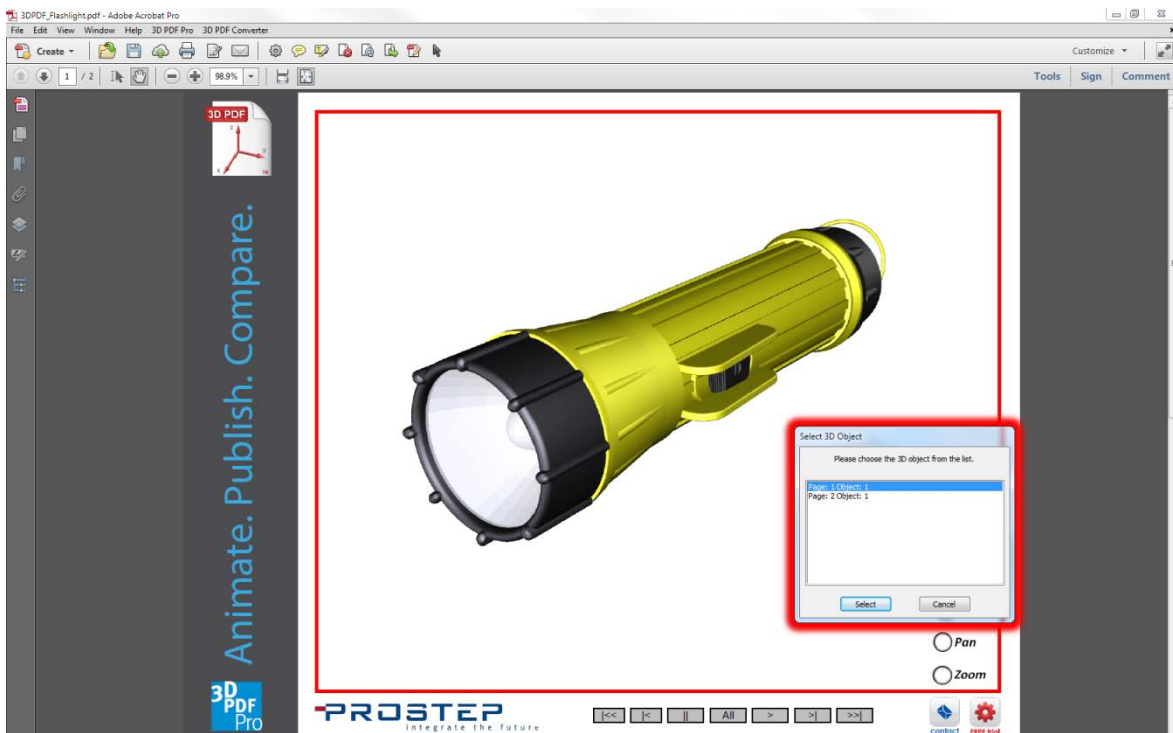 3DPDF_Flashlight.pdf - Adobe Acrobat Pro
File Edit View Window Help 3D PDF Pro 3D PDF Converter
Create
Customize
1 / 2
98.9%
Tools Sign Comment
3D PDF
z
y
x
Animate. Publish. Compare.
Select 3D Object
Please choose the 3D object from the list.
Page: 1 Object: 1
Page: 2 Object: 1
Select Cancel
Pan
Zoom
3D
PDF
Pro
PROSTEP
integrate the future
|<< |< || All > >| >>|
contact FREE trial